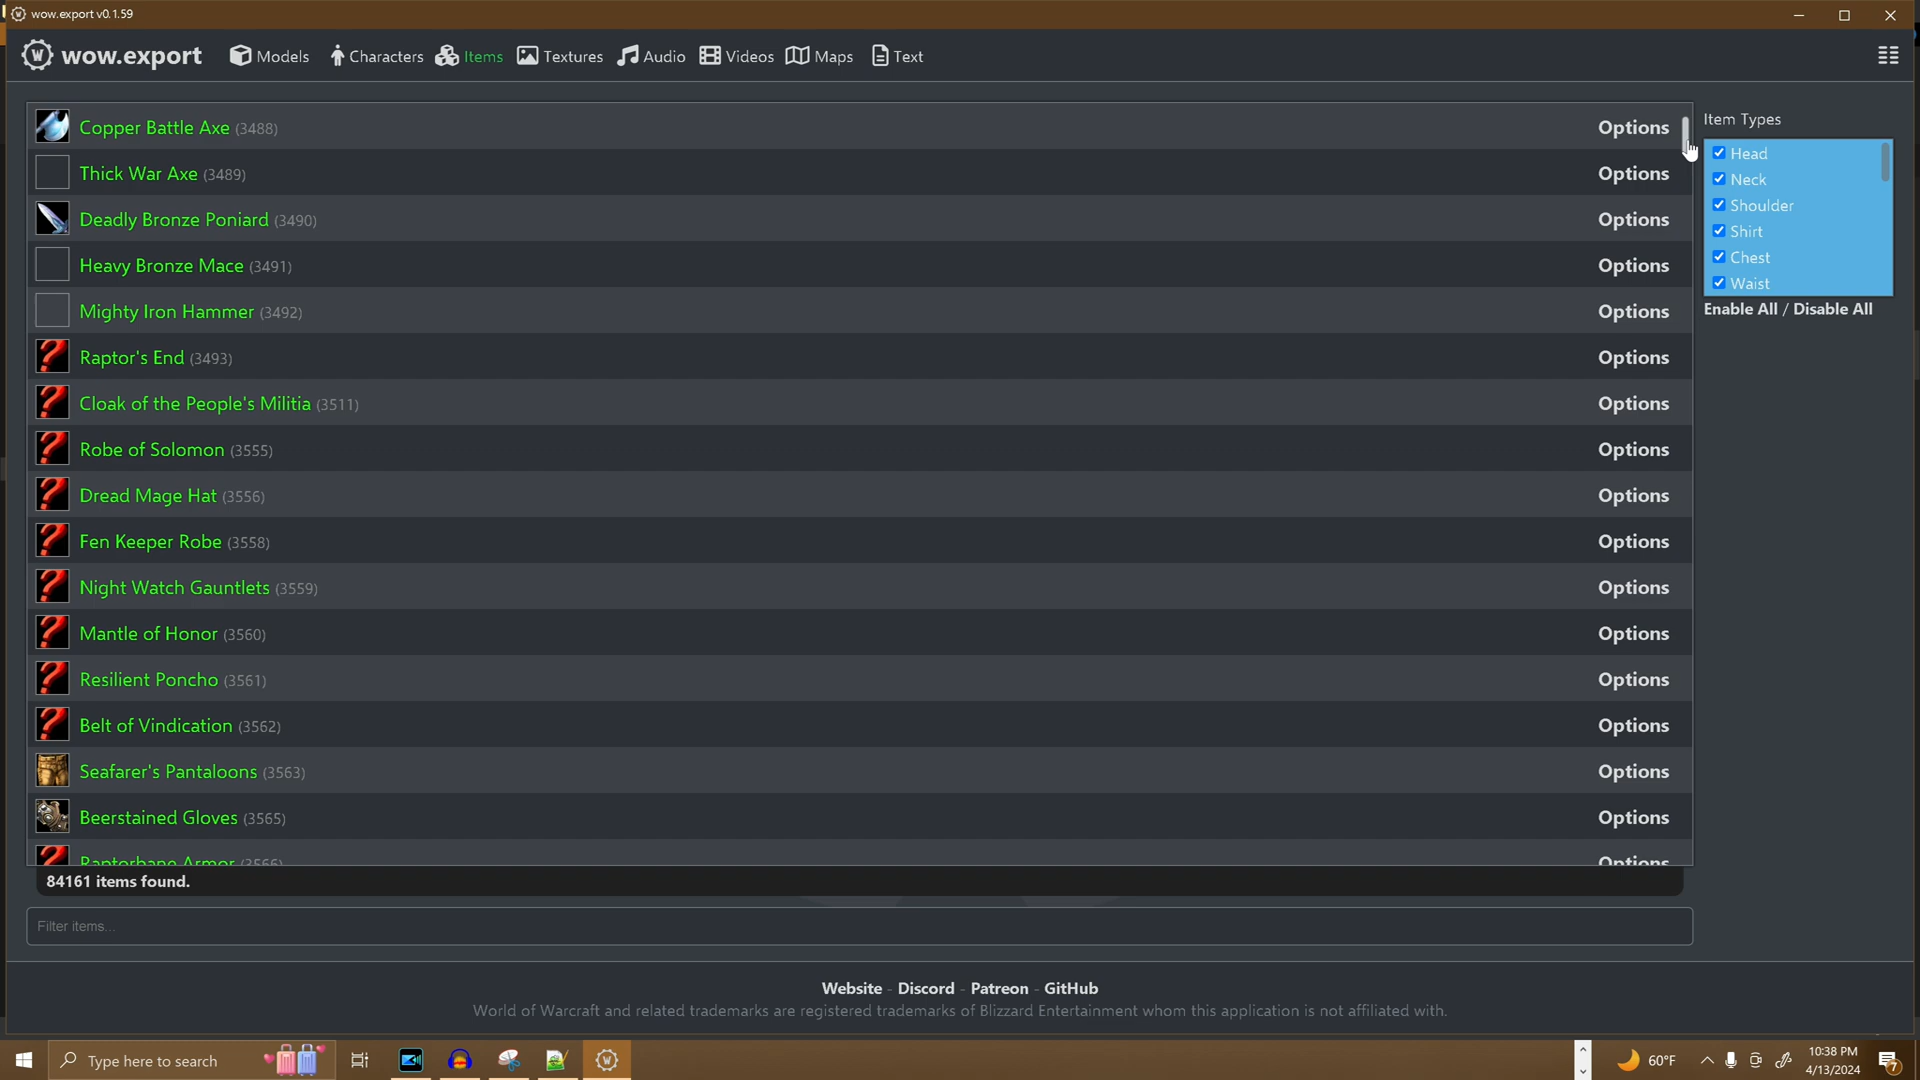 wow.export v0.1.59
wow.export
Models
Characters
Items
Textures
Audio
Videos
Maps
Text
Copper Battle Axe (3488) Options
Thick War Axe (3489) Options
Deadly Bronze Poniard (3490) Options
Heavy Bronze Mace (3491) Options
Mighty Iron Hammer (3492) Options
Raptor's End (3493) Options
Cloak of the People's Militia (3511) Options
Robe of Solomon (3555) Options
Dread Mage Hat (3556) Options
Fen Keeper Robe (3558) Options
Night Watch Gauntlets (3559) Options
Mantle of Honor (3560) Options
Resilient Poncho (3561) Options
Belt of Vindication (3562) Options
Seafarer's Pantaloons (3563) Options
Beerstained Gloves (3565) Options
Raptorbane Armor (3566) Options
84161 items found.
Filter items...
Item Types
Head
Neck
Shoulder
Shirt
Chest
Waist
Enable All / Disable All
Website - Discord - Patreon - GitHub
World of Warcraft and related trademarks are registered trademarks of Blizzard Entertainment whom this application is not affiliated with.
Type here to search
60°F
10:38 PM
4/13/2024
7